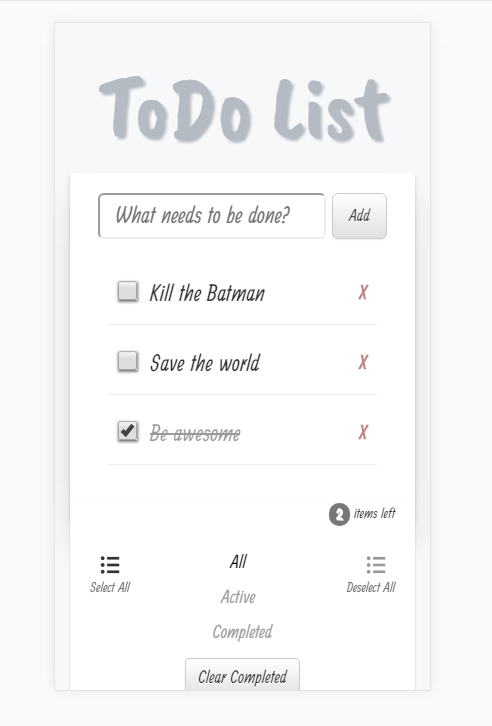 ToDo List
What needs to be done?
Add
Kill the Batman
X
Save the world
X
Be awesome
X
2 items left
Select All
All
Deselect All
Active
Completed
Clear Completed